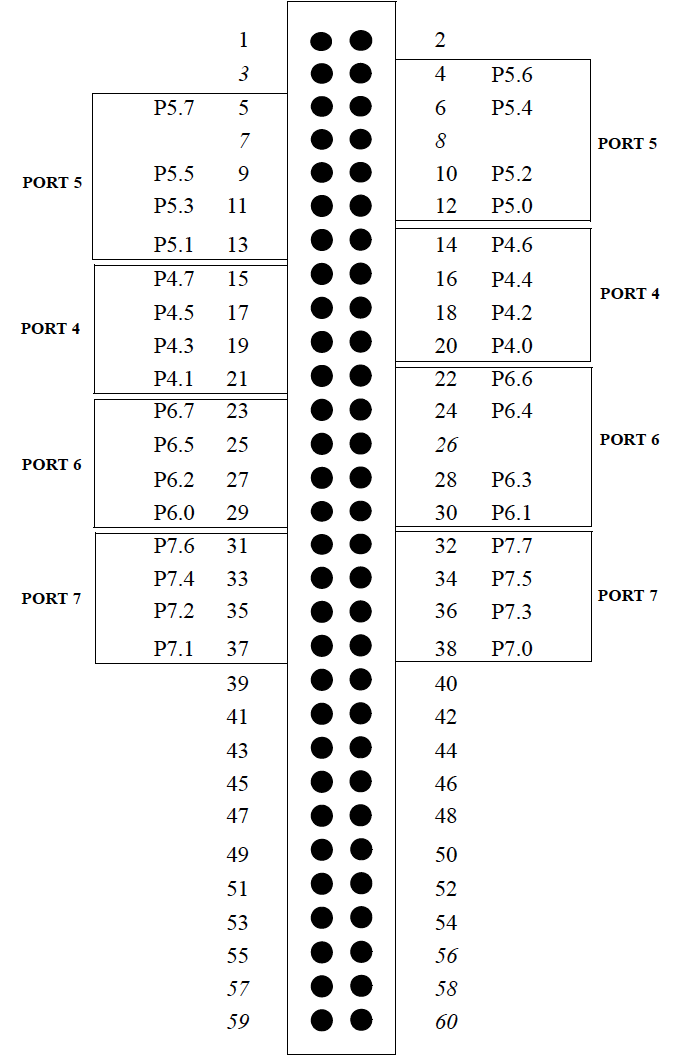 1 2
3 4 P5.6
P5.7 5 6 P5.4
7 8
PORT 5
PORT 5 P5.5 9 10 P5.2
P5.3 11 12 P5.0
P5.1 13 14 P4.6
P4.7 15 16 P4.4
PORT 4
P4.5 17 18 P4.2
PORT 4
P4.3 19 20 P4.0
P4.1 21 22 P6.6
P6.7 23 24 P6.4
P6.5 25 26 PORT 6
PORT 6
P6.2 27 28 P6.3
P6.0 29 30 P6.1
P7.6 31 32 P7.7
P7.4 33 34 P7.5
PORT 7 PORT 7
P7.2 35 36 P7.3
P7.1 37 38 P7.0
39 40
41 42
43 44
45 46
47 48
49 50
51 52
53 54
55 56
57 58
59 60